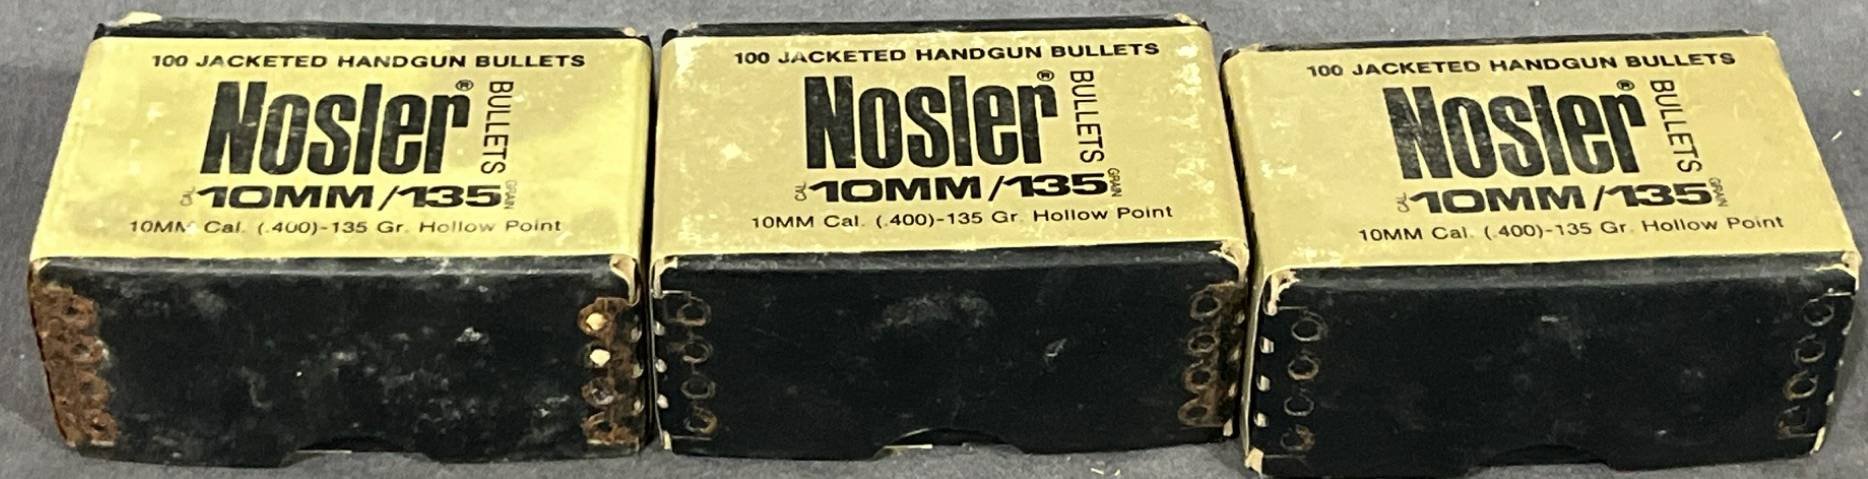 100 JACKETED HANDGUN BULLETS
Nosler® BULLETS
CAL 10MM/135 GRAIN
10MM Cal. (.400)-135 Gr. Hollow Point
100 JACKETED HANDGUN BULLETS
Nosler® BULLETS
CAL 10MM/135 GRAIN
10MM Cal. (.400)-135 Gr. Hollow Point
100 JACKETED HANDGUN BULLETS
Nosler® BULLETS
CAL 10MM/135 GRAIN
10MM Cal. (.400)-135 Gr. Hollow Point